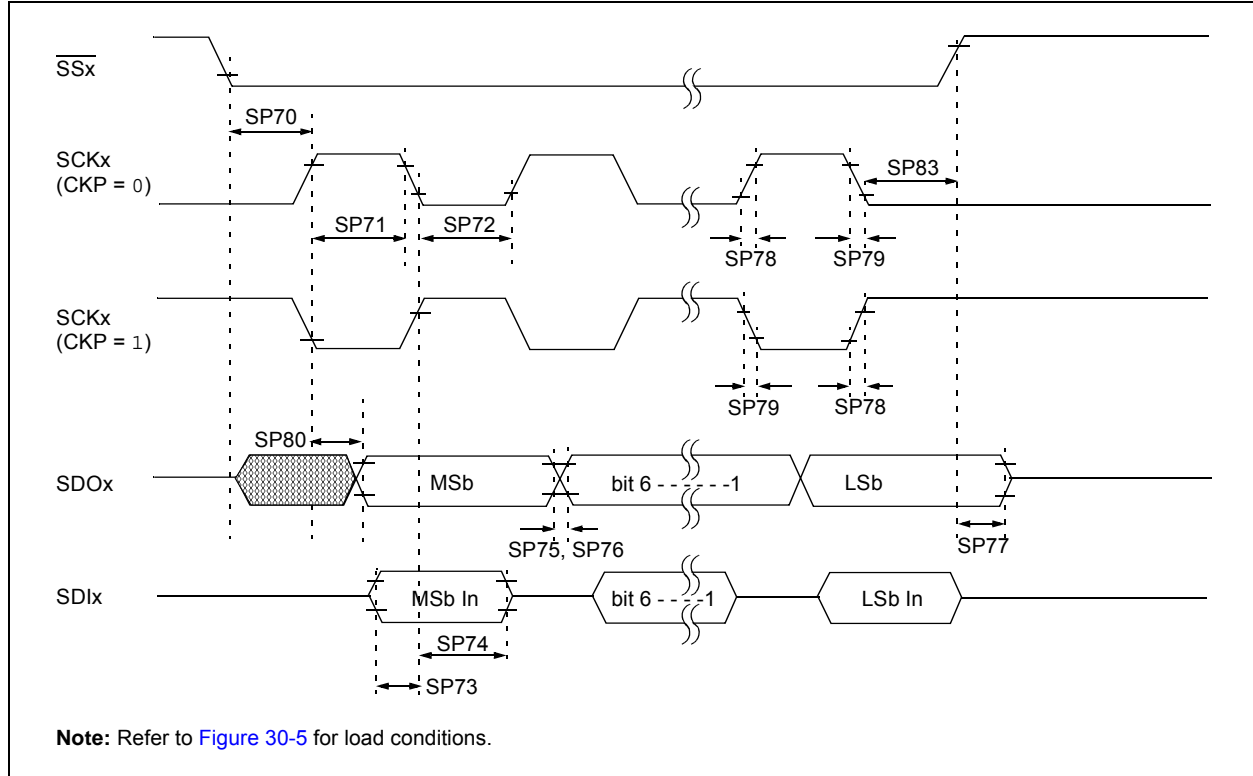 SSx
SP70
SCKx
(CKP = 0)
SP83
SP71
SP72
SP78
SP79
SCKx
(CKP = 1)
SP79
SP78
SP80
SDOx
MSb
bit 6 - - - - - -1
LSb
SP75, SP76
SP77
SDIx
MSb In
bit 6 - - - -1
LSb In
SP74
SP73
Note: Refer to Figure 30-5 for load conditions.